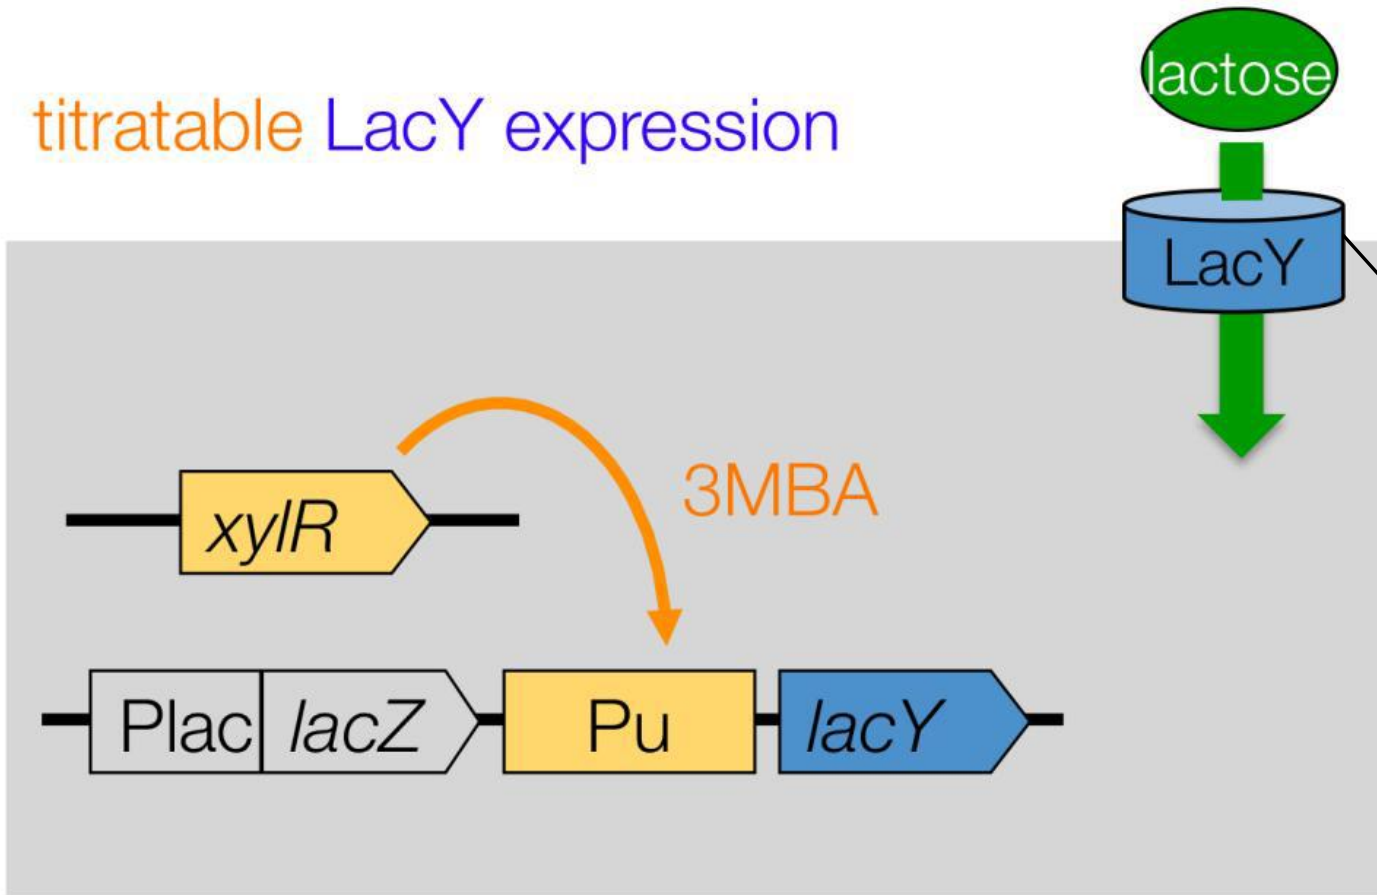 lactose
titratable LacY expression
LacY
3MBA
xylR
Plac lacZ Pu lacY